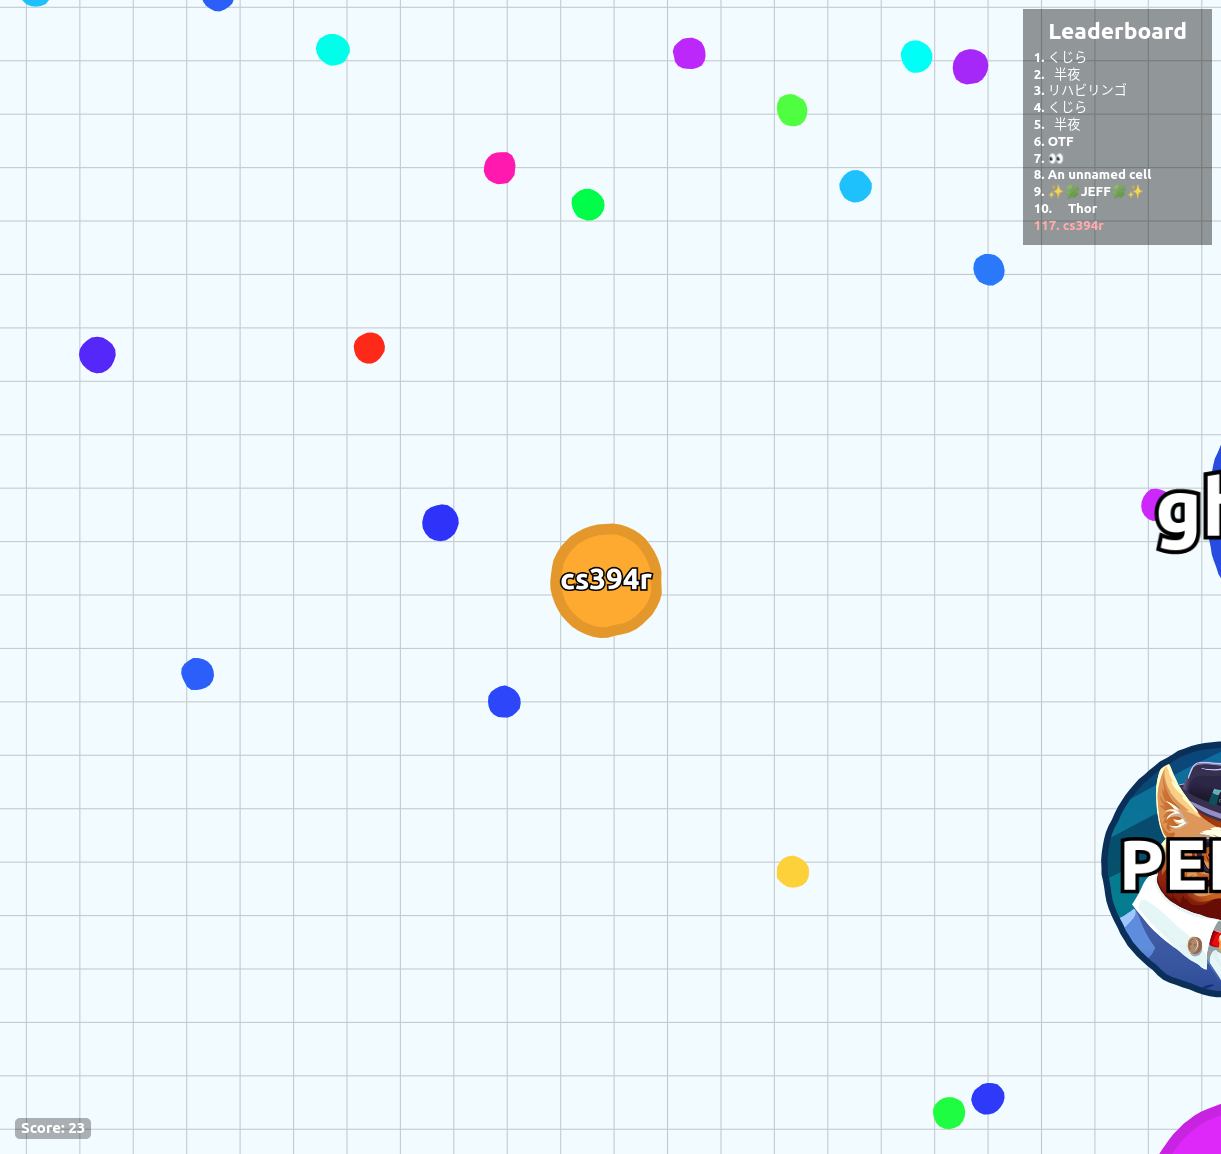 Leaderboard
1. くじら
2. 半夜
3. リハビリンゴ
4. くじら
5. 半夜
6. OTF
7. 👀
8. An unnamed cell
9. ✨🍀JEFF🍀✨
10. Thor
117. cs394r
cs394r
Score: 23